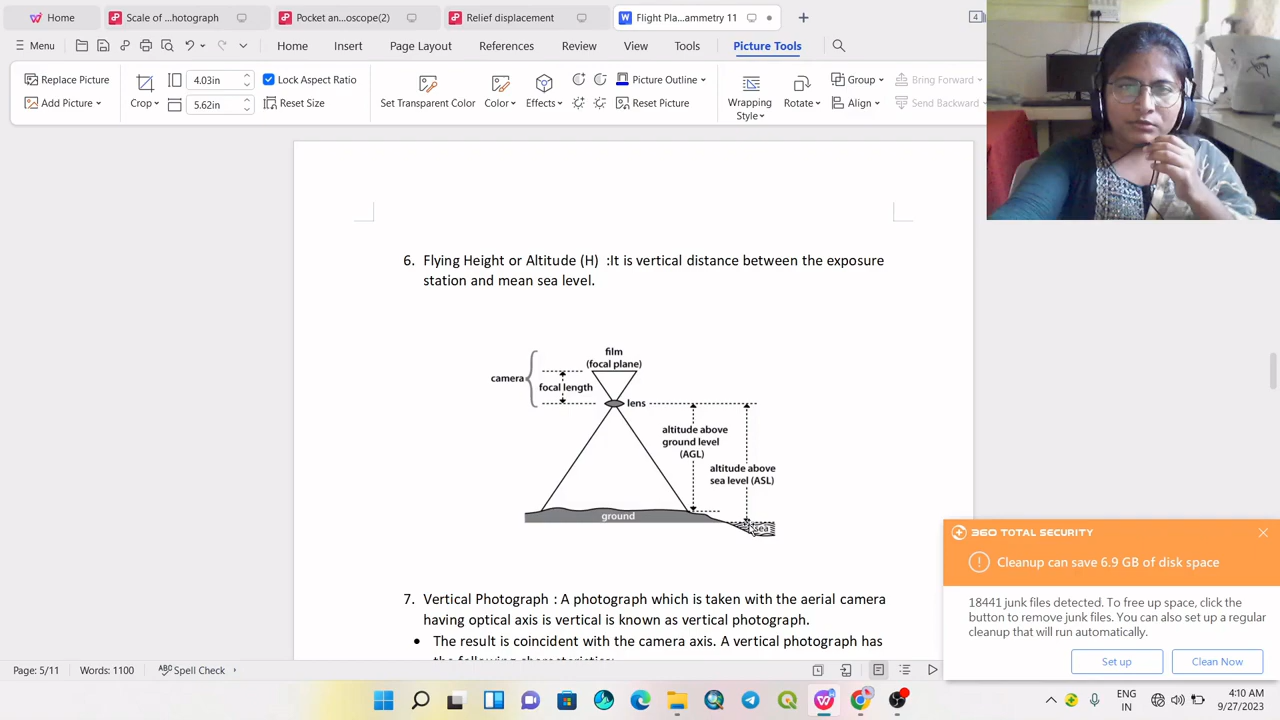 Home
Scale of ...hotograph
Pocket an...oscope(2)
Relief displacement
Flight Pla...ammetry 11
4
Menu
Home
Insert
Page Layout
References
Review
View
Tools
Picture Tools
Replace Picture
4.03in
Lock Aspect Ratio
Picture Outline
Group
Bring Forward
Add Picture
Crop
5.62in
Reset Size
Set Transparent Color
Color
Effects
Reset Picture
Wrapping
Style
Rotate
Align
Send Backward
6. Flying Height or Altitude (H) :It is vertical distance between the exposure
station and mean sea level.
film
(focal plane)
camera
focal length
lens
altitude above
ground level
(AGL)
altitude above
sea level (ASL)
ground
sea
7. Vertical Photograph : A photograph which is taken with the aerial camera
having optical axis is vertical is known as vertical photograph.
• The result is coincident with the camera axis. A vertical photograph has
the following characteristics:
360 TOTAL SECURITY
Cleanup can save 6.9 GB of disk space
18441 junk files detected. To free up space, click the
button to remove junk files. You can also set up a regular
cleanup that will run automatically.
Set up
Clean Now
Page: 5/11
Words: 1100
Spell Check
ENG
IN
4:10 AM
9/27/2023